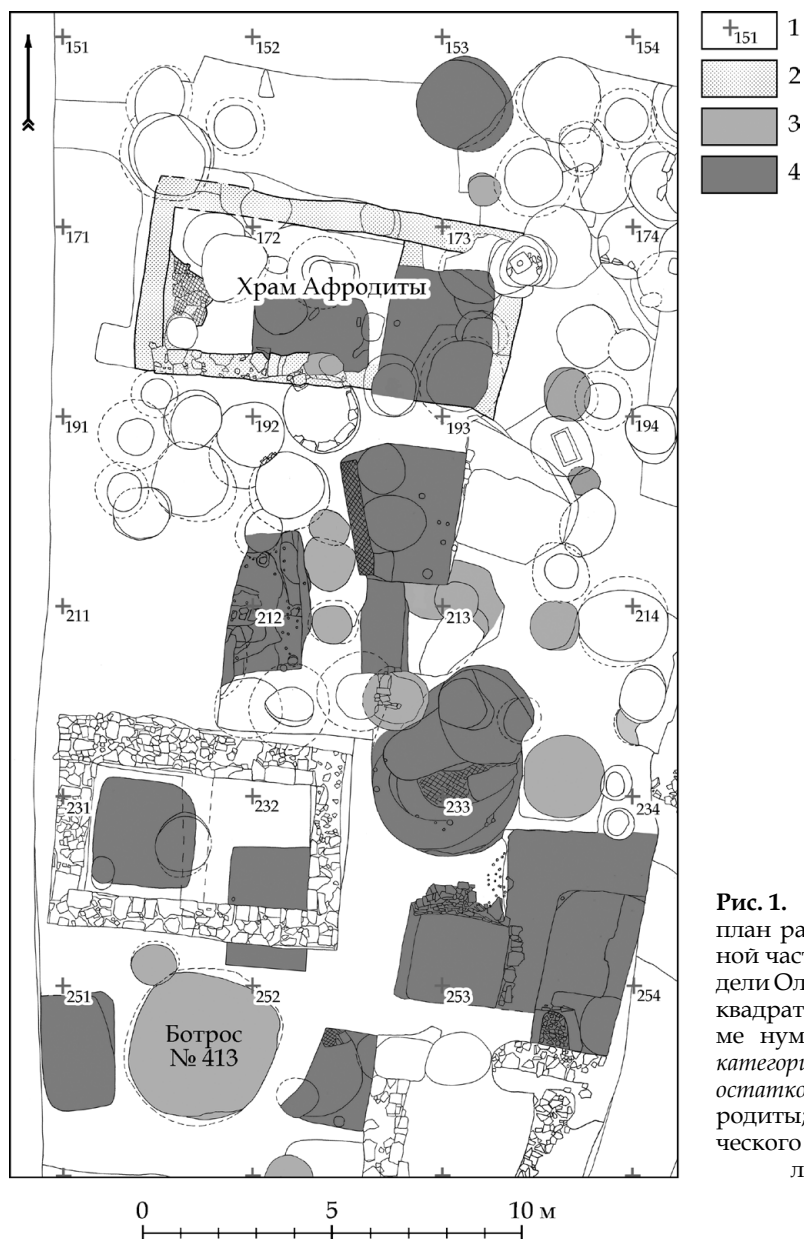 151
152
153
154
171
172
173
174
Храм Афродиты
191
192
193
194
211
212
213
214
231
232
233
234
251
252
253
254
Ботрос
№ 413
0 5 10 м
151 1
2
3
4
Рис. 1.
план ра
ной част
дели Ол
квадрат
ме нум
категори
остатко
родиты;
ческого
л